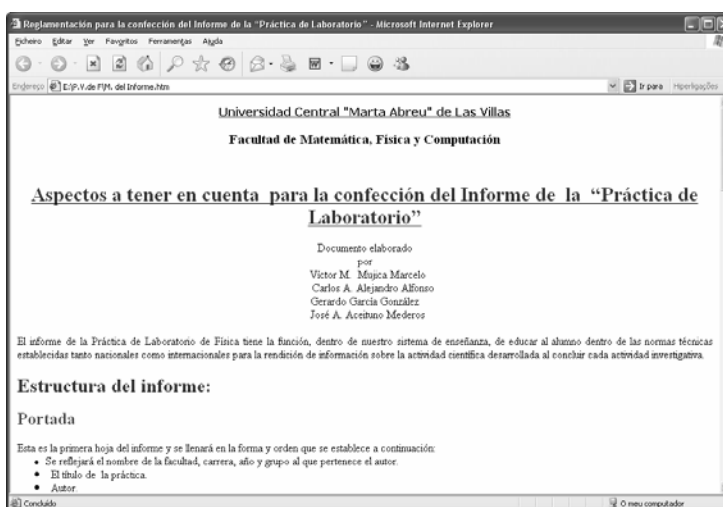 Reglamentación para la confección del Informe de la "Práctica de Laboratorio" - Microsoft Internet Explorer
Ficheiro Editar Ver Favoritos Ferramentas Ajuda
Endereço E:\P.V.de F\M. del Informe.htm Ir para Hiperligações
Universidad Central "Marta Abreu" de Las Villas
Facultad de Matemática, Física y Computación
Aspectos a tener en cuenta para la confección del Informe de la “Práctica de
Laboratorio”
Documento elaborado
por
Víctor M. Mujica Marcelo
Carlos A. Alejandro Alfonso
Gerardo García González
José A. Aceituno Mederos
El informe de la Práctica de Laboratorio de Física tiene la función, dentro de nuestro sistema de enseñanza, de educar al alumno dentro de las normas técnicas
establecidas tanto nacionales como internacionales para la rendición de información sobre la actividad científica desarrollada al concluir cada actividad investigativa.
Estructura del informe:
Portada
Esta es la primera hoja del informe y se llenará en la forma y orden que se establece a continuación:
• Se reflejará el nombre de la facultad, carrera, año y grupo al que pertenece el autor.
• El título de la práctica.
• Autor.
Concluído O meu computador